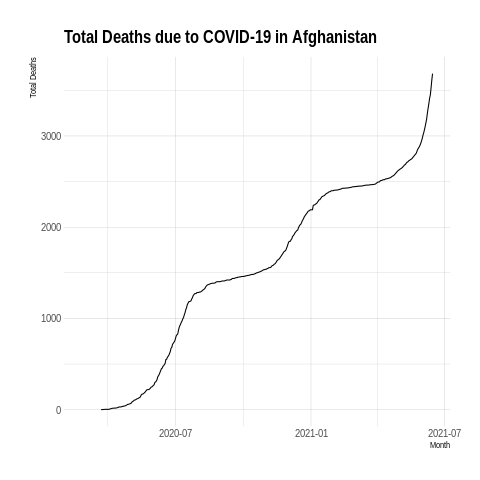 Total Deaths due to COVID-19 in Afghanistan
Total Deaths
3000
2000
1000
0
2020-07
2021-01
2021-07
Month